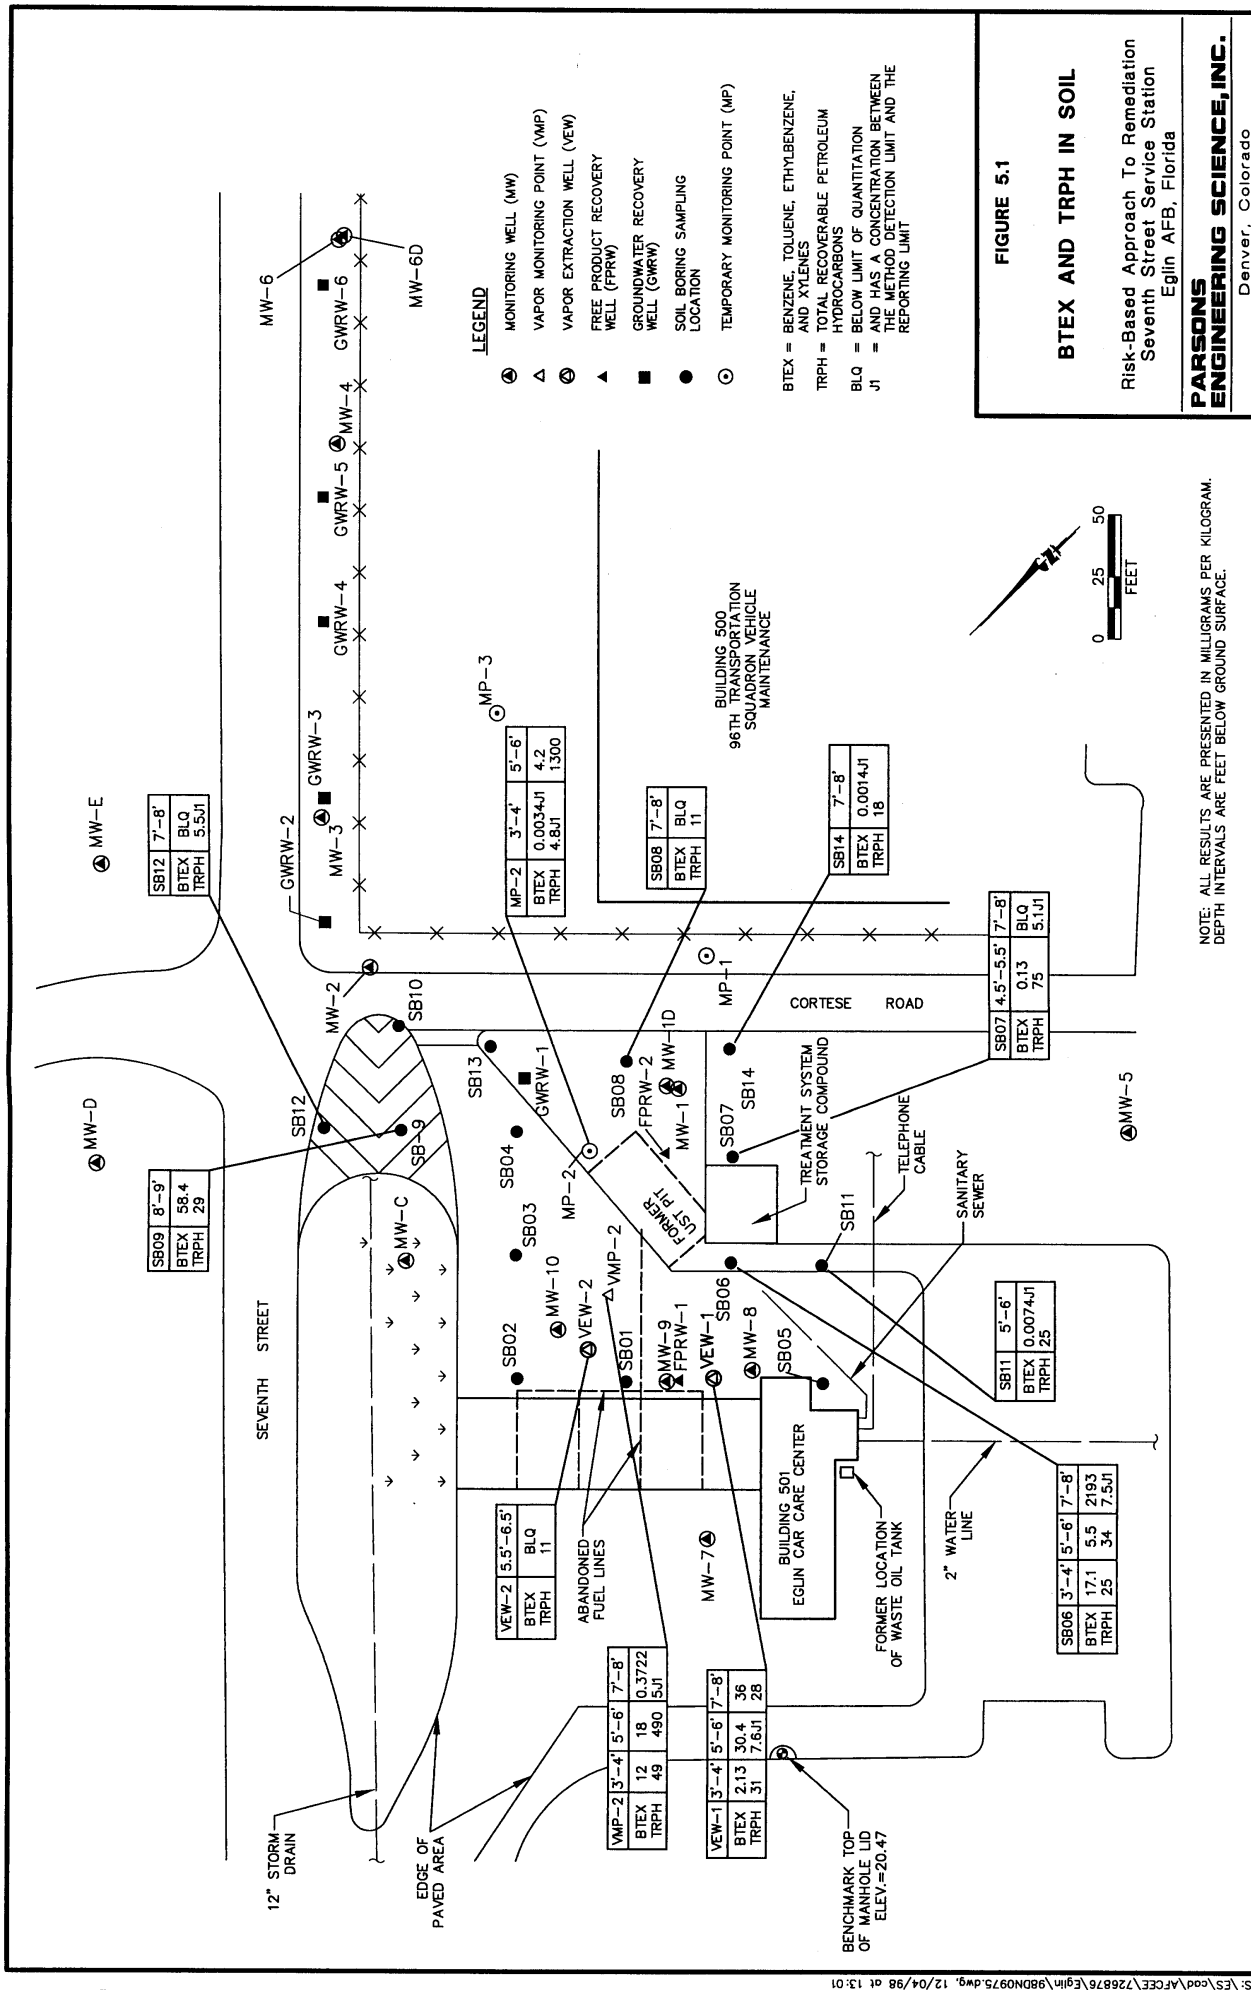 MW-E
MW-D
SB12 7'-8'
BTEX BLQ
TRPH 5.5J1
SB09 8'-9'
BTEX 58.4
TRPH 29
SEVENTH STREET
12" STORM
DRAIN
EDGE OF
PAVED AREA
MW-6
MW-6D
GWRW-6
MW-4
GWRW-5
GWRW-4
GWRW-3
MW-3
GWRW-2
MW-2
SB10
SB12
SB-9
MW-C
SB13
GWRW-1
SB04
SB03
SB02
MW-10
VEW-2
VMP-2
MP-2
MP-3
MP-2 3'-4' 5'-6'
BTEX 0.0034J1 4.2
TRPH 4.8J1 1300
VEW-2 5.5'-6.5'
BTEX BLQ
TRPH 11
ABANDONED
FUEL LINES
SB01
MW-9
FPRW-1
VEW-1
MW-8
SB05
SB06
FORMER
UST PIT
SB08
FPRW-2
MW-1D
MW-1
SB07
SB14
MP-1
SB08 7'-8'
BTEX BLQ
TRPH 11
SB14 7'-8'
BTEX 0.0014J1
TRPH 18
BUILDING 500
96TH TRANSPORTATION
SQUADRON VEHICLE
MAINTENANCE
CORTESE ROAD
TREATMENT SYSTEM
STORAGE COMPOUND
SB11
TELEPHONE
CABLE
SANITARY
SEWER
MW-5
SB07 4.5'-5.5' 7'-8'
BTEX 0.13 BLQ
TRPH 75 5.1J1
SB11 5'-6'
BTEX 0.0074J1
TRPH 25
SB06 3'-4' 5'-6' 7'-8'
BTEX 17.1 5.5 2193
TRPH 25 34 7.5J1
MW-7
BUILDING 501
EGLIN CAR CARE CENTER
FORMER LOCATION
OF WASTE OIL TANK
2" WATER
LINE
VMP-2 3'-4' 5'-6' 7'-8'
BTEX 12 18 0.3722
TRPH 49 490 5J1
VEW-1 3'-4' 5'-6' 7'-8'
BTEX 2.13 30.4 36
TRPH 31 7.6J1 28
BENCHMARK TOP
OF MANHOLE LID
ELEV.=20.47
LEGEND
MONITORING WELL (MW)
VAPOR MONITORING POINT (VMP)
VAPOR EXTRACTION WELL (VEW)
FREE PRODUCT RECOVERY
WELL (FPRW)
GROUNDWATER RECOVERY
WELL (GWRW)
SOIL BORING SAMPLING
LOCATION
TEMPORARY MONITORING POINT (MP)
BTEX = BENZENE, TOLUENE, ETHYLBENZENE,
AND XYLENES
TRPH = TOTAL RECOVERABLE PETROLEUM
HYDROCARBONS
BLQ = BELOW LIMIT OF QUANTITATION
J1 = AND HAS A CONCENTRATION BETWEEN
THE METHOD DETECTION LIMIT AND THE
REPORTING LIMIT
N
0 25 50
FEET
NOTE: ALL RESULTS ARE PRESENTED IN MILLIGRAMS PER KILOGRAM.
DEPTH INTERVALS ARE FEET BELOW GROUND SURFACE.
FIGURE 5.1
BTEX AND TRPH IN SOIL
Risk-Based Approach To Remediation
Seventh Street Service Station
Eglin AFB, Florida
PARSONS
ENGINEERING SCIENCE, INC.
Denver, Colorado
S:\ES\cad\AFCEE\726876\Eglin\98DN0975.dwg, 12/04/98 at 13:01